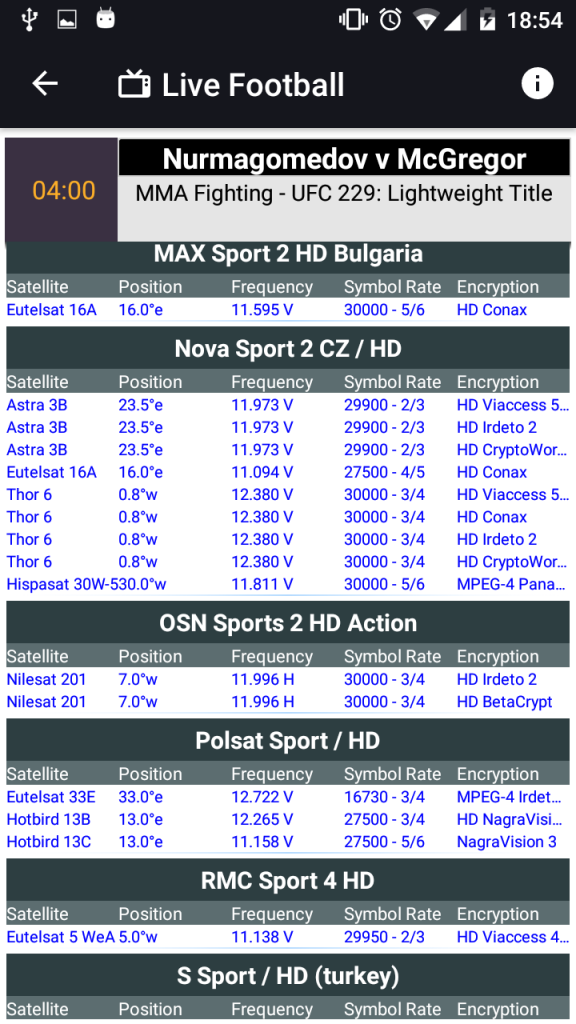 18:54
Live Football
04:00
Nurmagomedov v McGregor
MMA Fighting - UFC 229: Lightweight Title
MAX Sport 2 HD Bulgaria
Satellite Position Frequency Symbol Rate Encryption
Eutelsat 16A 16.0°e 11.595 V 30000 - 5/6 HD Conax
Nova Sport 2 CZ / HD
Satellite Position Frequency Symbol Rate Encryption
Astra 3B 23.5°e 11.973 V 29900 - 2/3 HD Viaccess 5...
Astra 3B 23.5°e 11.973 V 29900 - 2/3 HD Irdeto 2
Astra 3B 23.5°e 11.973 V 29900 - 2/3 HD CryptoWor...
Eutelsat 16A 16.0°e 11.094 V 27500 - 4/5 HD Conax
Thor 6 0.8°w 12.380 V 30000 - 3/4 HD Viaccess 5...
Thor 6 0.8°w 12.380 V 30000 - 3/4 HD Conax
Thor 6 0.8°w 12.380 V 30000 - 3/4 HD Irdeto 2
Thor 6 0.8°w 12.380 V 30000 - 3/4 HD CryptoWor...
Hispasat 30W-530.0°w 11.811 V 30000 - 5/6 MPEG-4 Pana...
OSN Sports 2 HD Action
Satellite Position Frequency Symbol Rate Encryption
Nilesat 201 7.0°w 11.996 H 30000 - 3/4 HD Irdeto 2
Nilesat 201 7.0°w 11.996 H 30000 - 3/4 HD BetaCrypt
Polsat Sport / HD
Satellite Position Frequency Symbol Rate Encryption
Eutelsat 33E 33.0°e 12.722 V 16730 - 3/4 MPEG-4 Irdet...
Hotbird 13B 13.0°e 12.265 V 27500 - 3/4 HD NagraVisi...
Hotbird 13C 13.0°e 11.158 V 27500 - 5/6 NagraVision 3
RMC Sport 4 HD
Satellite Position Frequency Symbol Rate Encryption
Eutelsat 5 WeA 5.0°w 11.138 V 29950 - 2/3 HD Viaccess 4...
S Sport / HD (turkey)
Satellite Position Frequency Symbol Rate Encryption